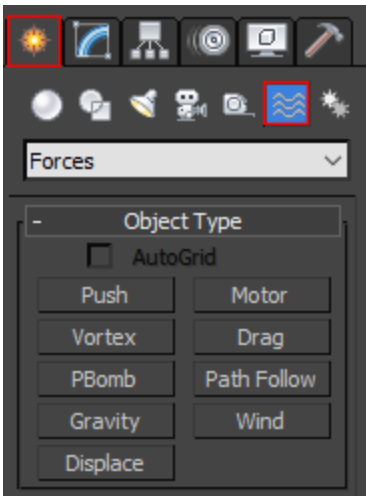 Forces
- Object Type
AutoGrid
Push Motor
Vortex Drag
PBomb Path Follow
Gravity Wind
Displace